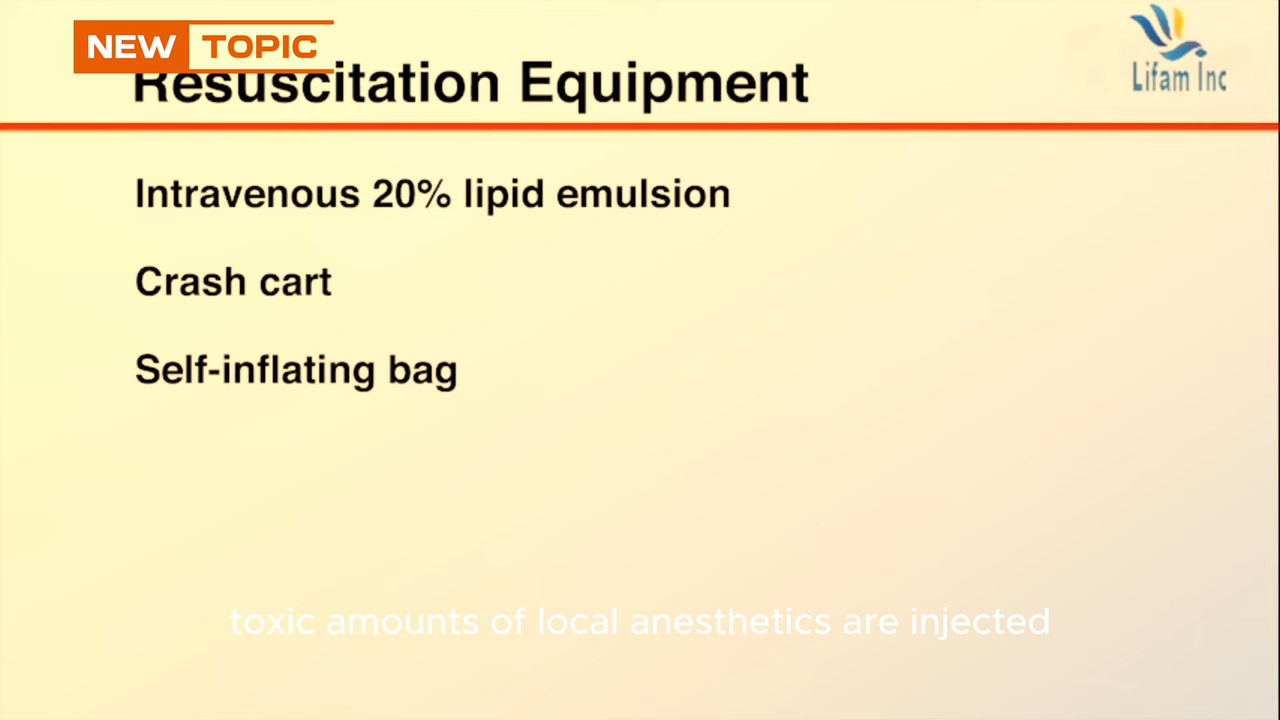 NEW TOPIC
Resuscitation Equipment
Lifam Inc
Intravenous 20% lipid emulsion
Crash cart
Self-inflating bag
toxic amounts of local anesthetics are injected